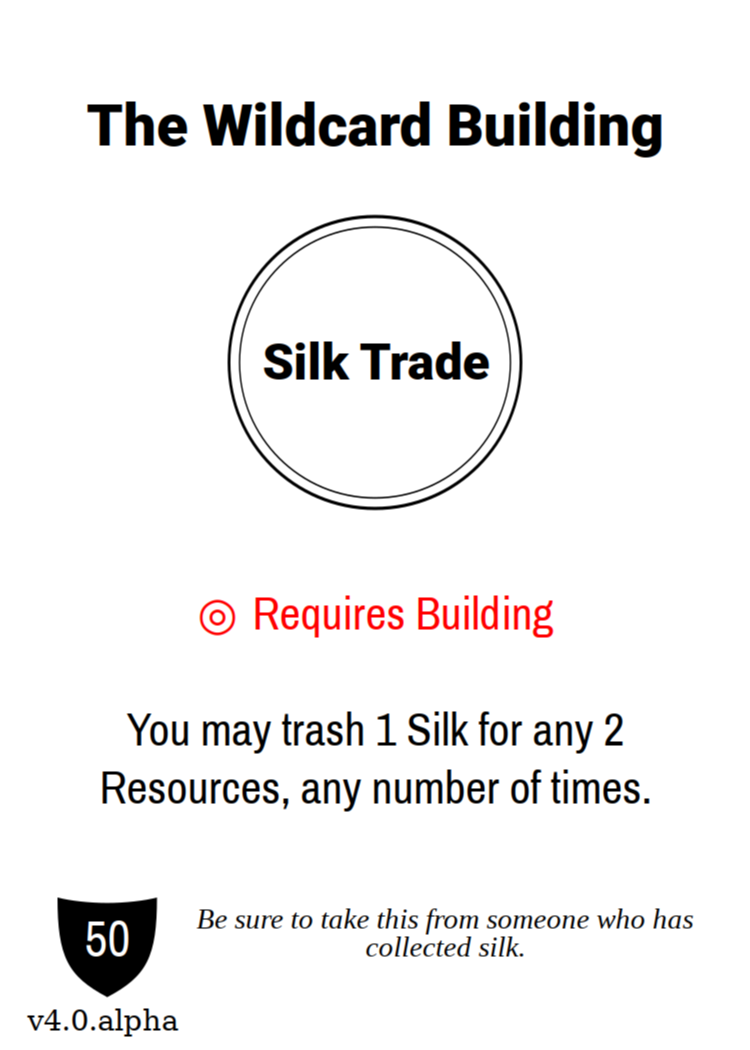 The Wildcard Building
Silk Trade
◎ Requires Building
You may trash 1 Silk for any 2
Resources, any number of times.
50
Be sure to take this from someone who has
collected silk.
v4.0.alpha